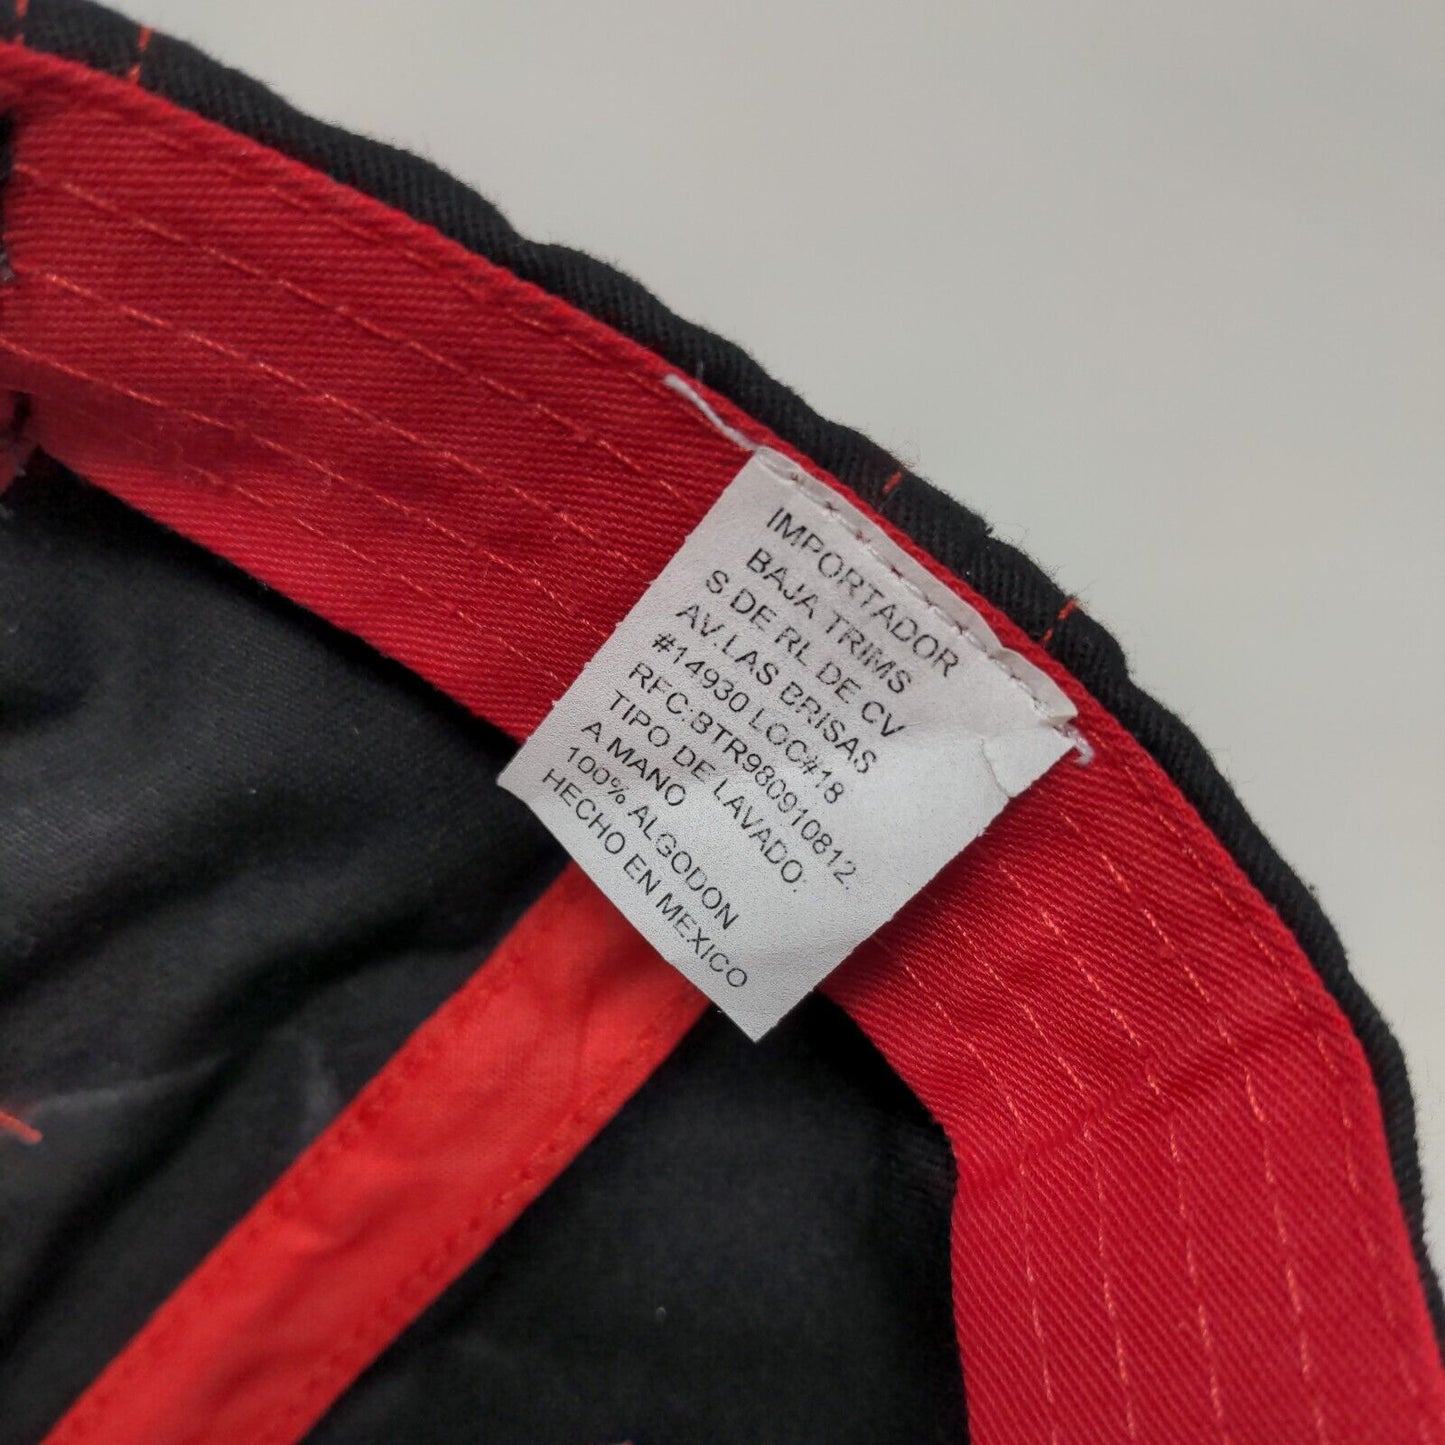 IMPORTADOR
BAJA TRIMS
S DE RL DE CV
AV.LAS BRISAS
#14930 LOC#18
RFC:BTR980910812.
TIPO DE LAVADO:
A MANO
100% ALGODON
HECHO EN MEXICO